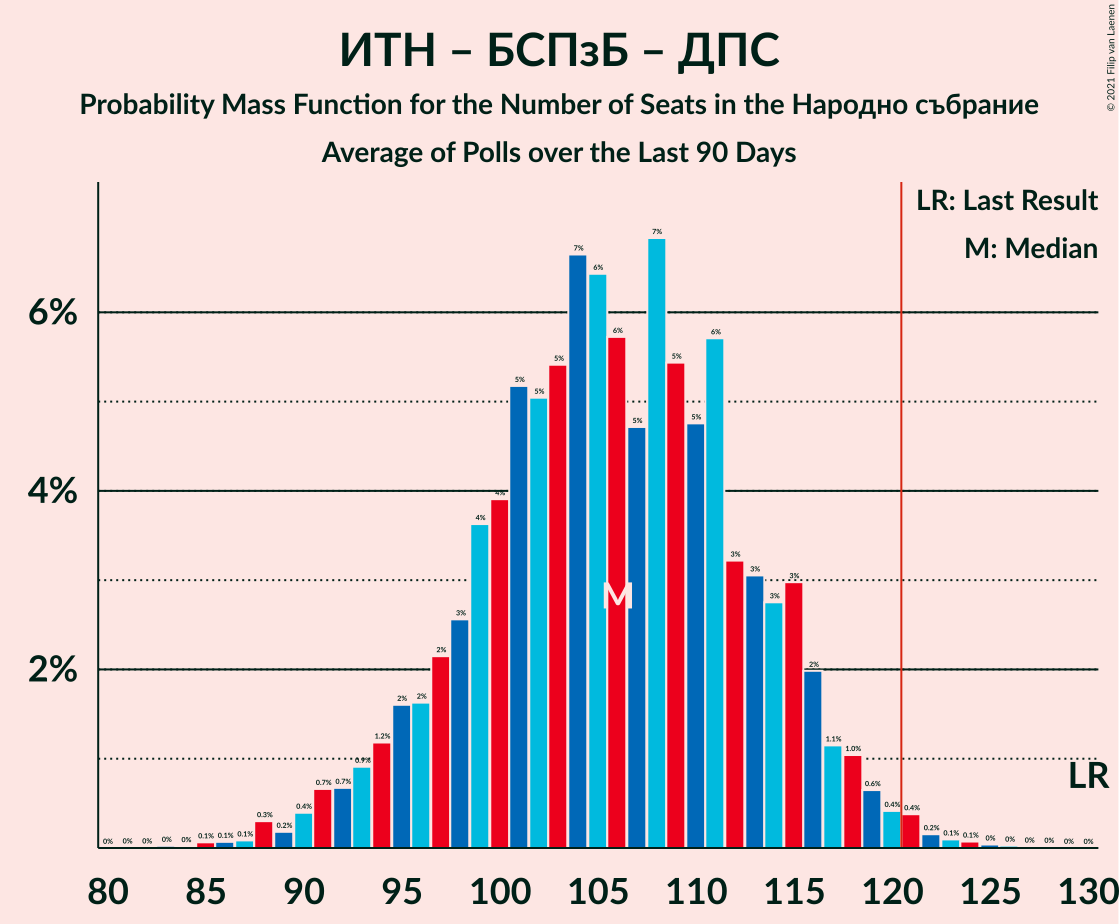 ИТН – БСПзБ – ДПС
Probability Mass Function for the Number of Seats in the Народно събрание
Average of Polls over the Last 90 Days
© 2021 Filip van Laenen
LR: Last Result
M: Median
6%
4%
2%
0% 0% 0% 0% 0% 0.1% 0.1% 0.1% 0.3% 0.2% 0.4% 0.7% 0.7% 0.9% 1.2% 2% 2% 2% 3% 4% 4% 5% 5% 5% 7% 6% 6% 5% 7% 5% 5% 6% 3% 3% 3% 3% 2% 1.1% 1.0% 0.6% 0.4% 0.4% 0.2% 0.1% 0.1% 0% 0% 0% 0% 0% 0%
M
LR
80 85 90 95 100 105 110 115 120 125 130